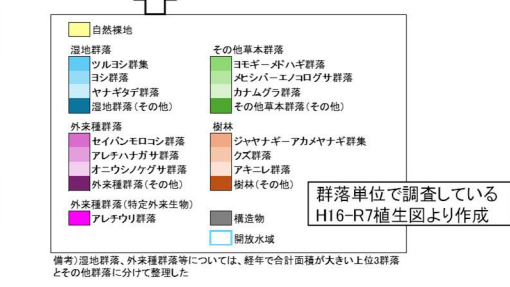 自然裸地
湿地群落
ツルヨシ群集
ヨシ群落
ヤナギタデ群落
湿地群落(その他)
外来種群落
セイバンモロコシ群落
アレチハナガサ群落
オニウシノケグサ群落
外来種群落(その他)
外来種群落(特定外来生物)
アレチウリ群落
その他草本群落
ヨモギーメドハギ群落
メヒシバーエノコログサ群落
カナムグラ群落
その他草本群落(その他)
樹林
ジャヤナギーアカメヤナギ群集
クズ群落
アキニレ群落
樹林(その他)
構造物
開放水域
群落単位で調査している
H16-R7植生図より作成
備考)湿地群落、外来種群落等については、経年で合計面積が大きい上位3群落
とその他群落に分けて整理した